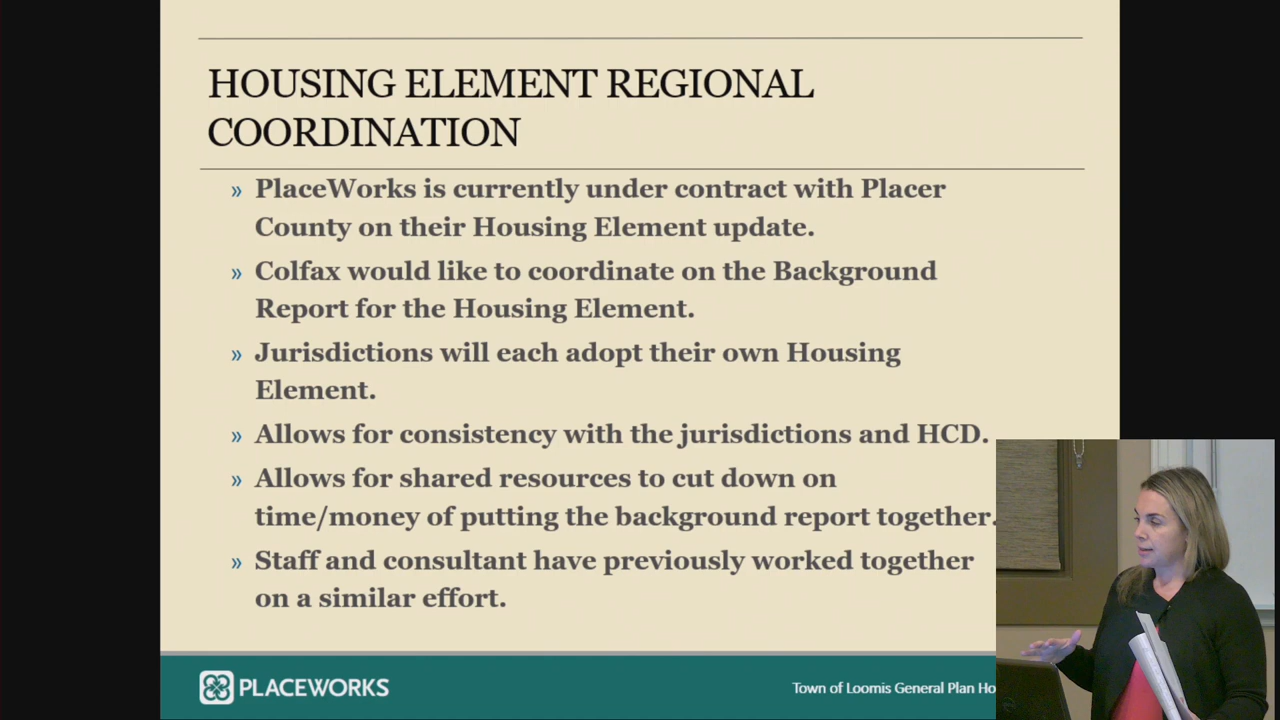 HOUSING ELEMENT REGIONAL
COORDINATION
» PlaceWorks is currently under contract with Placer
County on their Housing Element update.
» Colfax would like to coordinate on the Background
Report for the Housing Element.
» Jurisdictions will each adopt their own Housing
Element.
» Allows for consistency with the jurisdictions and HCD.
» Allows for shared resources to cut down on
time/money of putting the background report together.
» Staff and consultant have previously worked together
on a similar effort.
PLACEWORKS
Town of Loomis General Plan